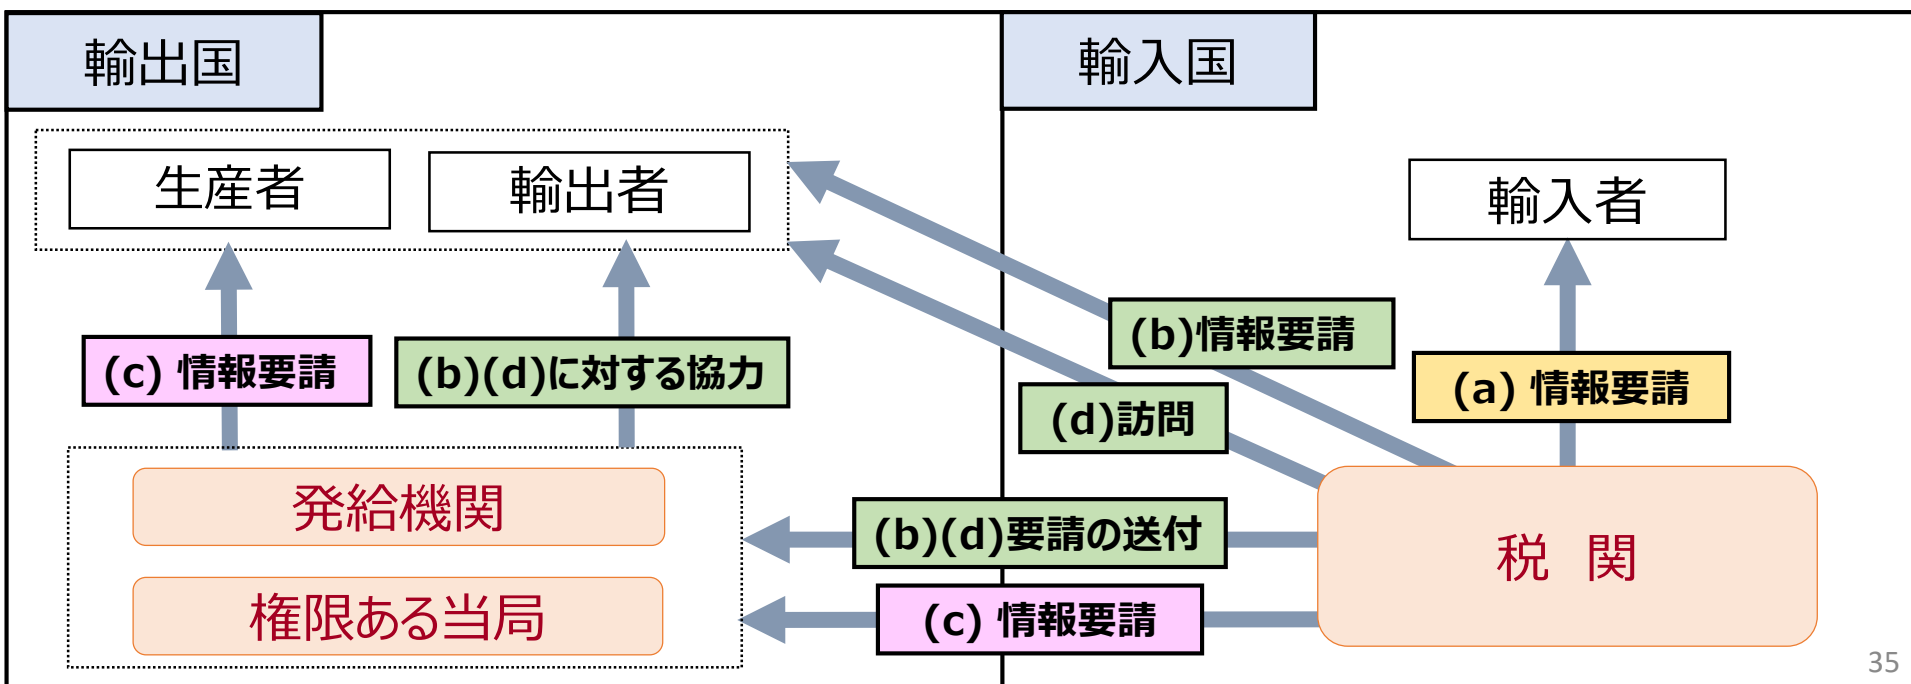 輸出国
輸入国
生産者
輸出者
輸入者
(b)情報要請
(c) 情報要請
(b)(d)に対する協力
(a) 情報要請
(d)訪問
発給機関
(b)(d)要請の送付
税 関
権限ある当局
(c) 情報要請
35